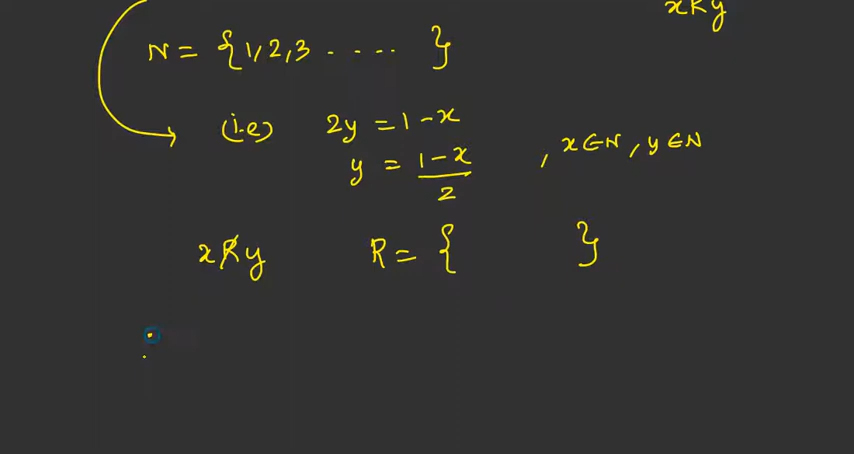 xRy
N = {1, 2, 3 . . . . . }
(i.e) 2y = 1 - x
y = (1 - x)/2 , x ∈ N, y ∈ N
x R̸ y R = { }